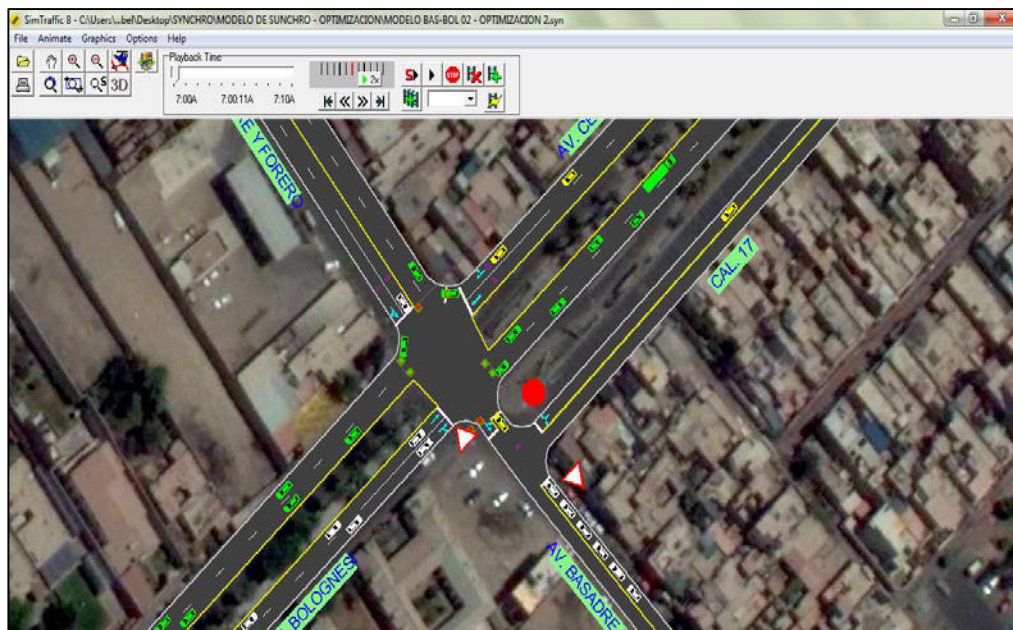 SimTraffic 8 - C:\Users\...bel\Desktop\SYNCHRO\MODELO DE SUNCHRO - OPTIMIZACION\MODELO BAS-BOL 02 - OPTIMIZACION 2.syn
File Animate Graphics Options Help
Playback Time
2x
S
STOP
S
3D
7:00A 7:00:11A 7:10A
E Y FORERO
AV. CE
CAL. 17
BOLOGNES
AV. BASADRE